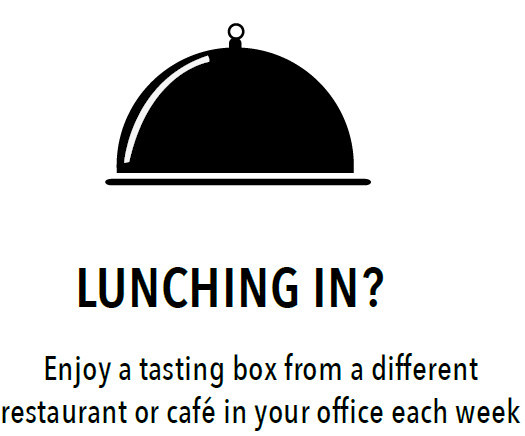 LUNCHING IN?
Enjoy a tasting box from a different
restaurant or café in your office each week